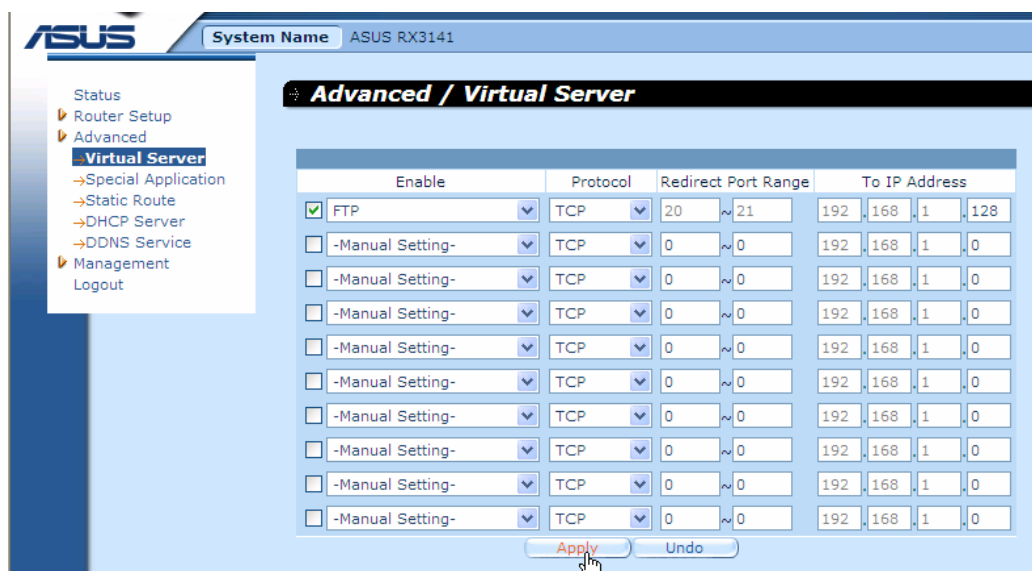 ASUS
System Name ASUS RX3141
Status
Router Setup
Advanced
→Virtual Server
→Special Application
→Static Route
→DHCP Server
→DDNS Service
Management
Logout
Advanced / Virtual Server
Enable Protocol Redirect Port Range To IP Address
FTP TCP 20 ~ 21 192 . 168 . 1 . 128
-Manual Setting- TCP 0 ~ 0 192 . 168 . 1 . 0
-Manual Setting- TCP 0 ~ 0 192 . 168 . 1 . 0
-Manual Setting- TCP 0 ~ 0 192 . 168 . 1 . 0
-Manual Setting- TCP 0 ~ 0 192 . 168 . 1 . 0
-Manual Setting- TCP 0 ~ 0 192 . 168 . 1 . 0
-Manual Setting- TCP 0 ~ 0 192 . 168 . 1 . 0
-Manual Setting- TCP 0 ~ 0 192 . 168 . 1 . 0
-Manual Setting- TCP 0 ~ 0 192 . 168 . 1 . 0
-Manual Setting- TCP 0 ~ 0 192 . 168 . 1 . 0
Apply Undo